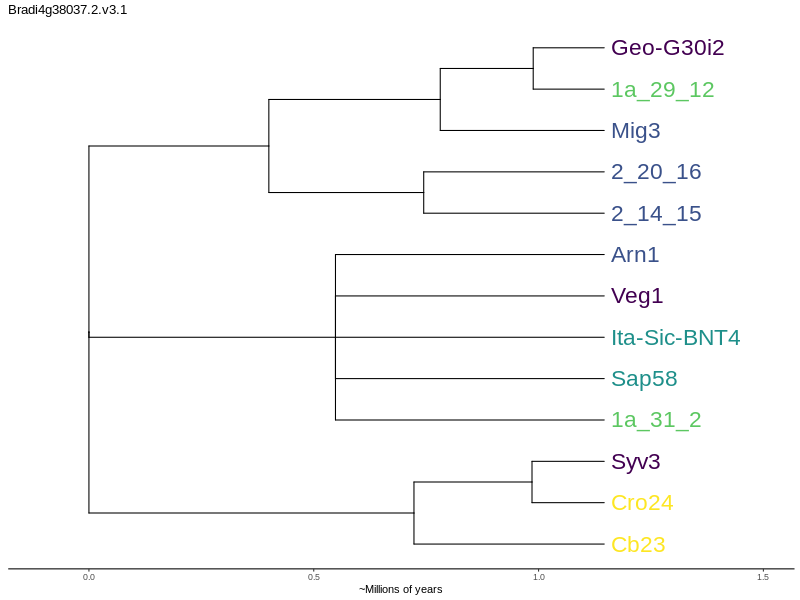 Bradi4g38037.2.v3.1
Geo-G30i2
1a_29_12
Mig3
2_20_16
2_14_15
Arn1
Veg1
Ita-Sic-BNT4
Sap58
1a_31_2
Syv3
Cro24
Cb23
0.0 0.5 1.0 1.5
~Millions of years